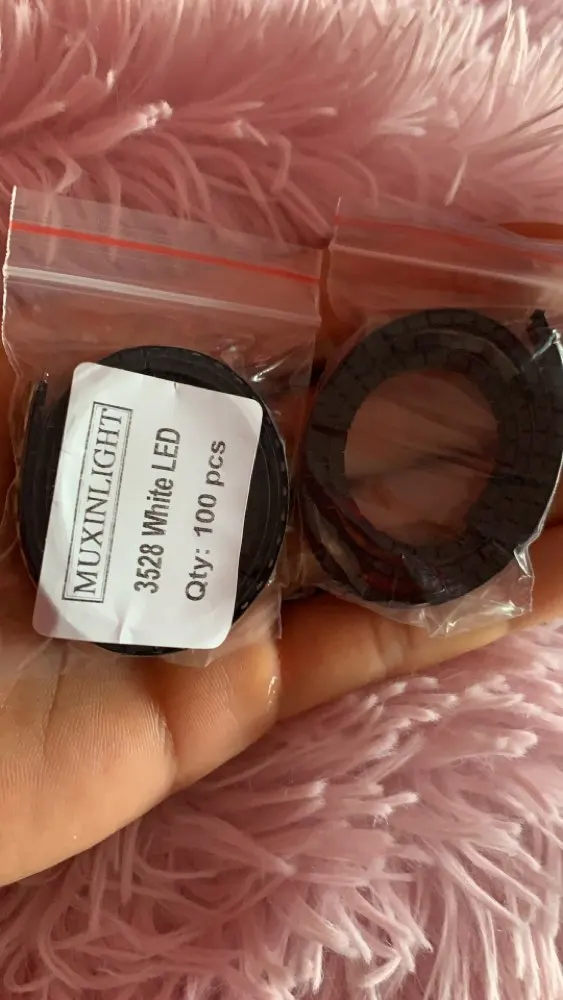 MUXINLIGHT
3528 White LED
Qty: 100 pcs